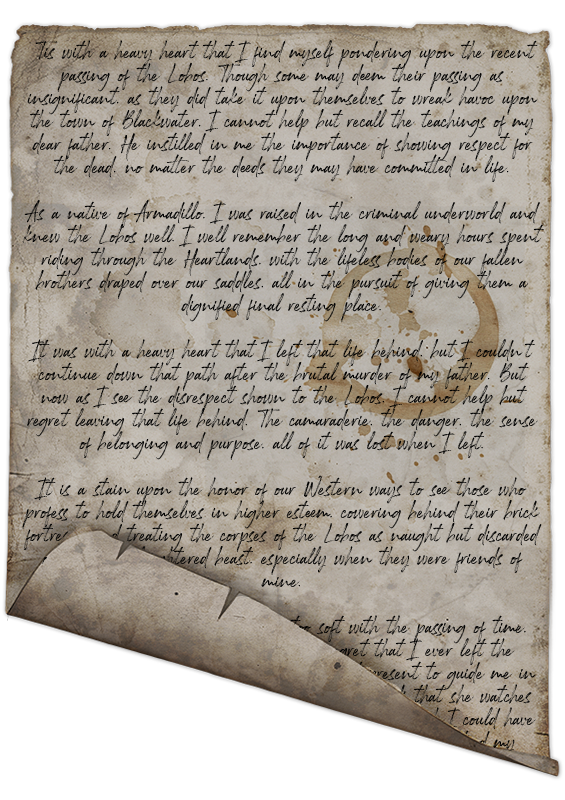 'Tis with a heavy heart that I find myself pondering upon the recent
passing of the Lobos. Though some may deem their passing as
insignificant, as they did take it upon themselves to wreak havoc upon
the town of Blackwater, I cannot help but recall the teachings of my
dear father. He instilled in me the importance of showing respect for
the dead, no matter the deeds they may have committed in life.
As a native of Armadillo, I was raised in the criminal underworld and
knew the Lobos well. I well remember the long and weary hours spent
riding through the Heartlands, with the lifeless bodies of our fallen
brothers draped over our saddles, all in the pursuit of giving them a
dignified final resting place.
It was with a heavy heart that I left that life behind, but I couldn't
continue down that path after the brutal murder of my father. But
now as I see the disrespect shown to the Lobos, I cannot help but
regret leaving that life behind. The camaraderie, the danger, the sense
of belonging and purpose, all of it was lost when I left.
It is a stain upon the honor of our Western ways to see those who
profess to hold themselves in higher esteem, cowering behind their brick
treating the corpses of the Lobos as naught but discarded
beast, especially when they were friends of
mine.
soft with the passing of time.
that I ever left the
to guide me in
that she watches
I could have
my